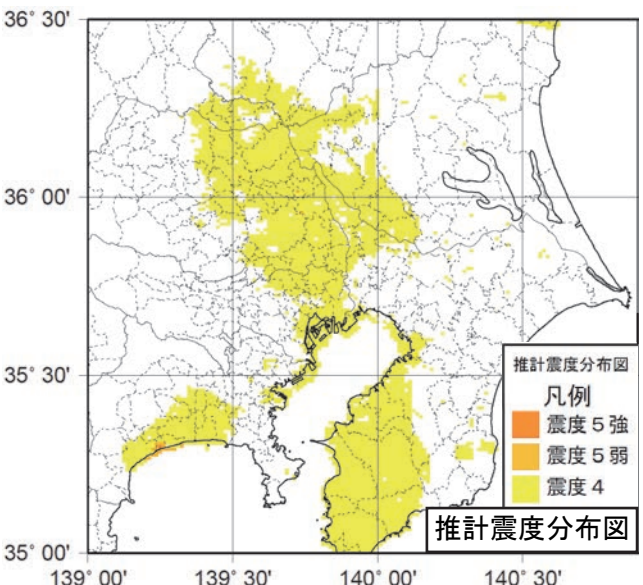 36° 30'
36° 00'
35° 30'
35° 00'
139° 00'
139° 30'
140° 00'
140° 30'
推計震度分布図
凡例
震度５強
震度５弱
震度４
推計震度分布図